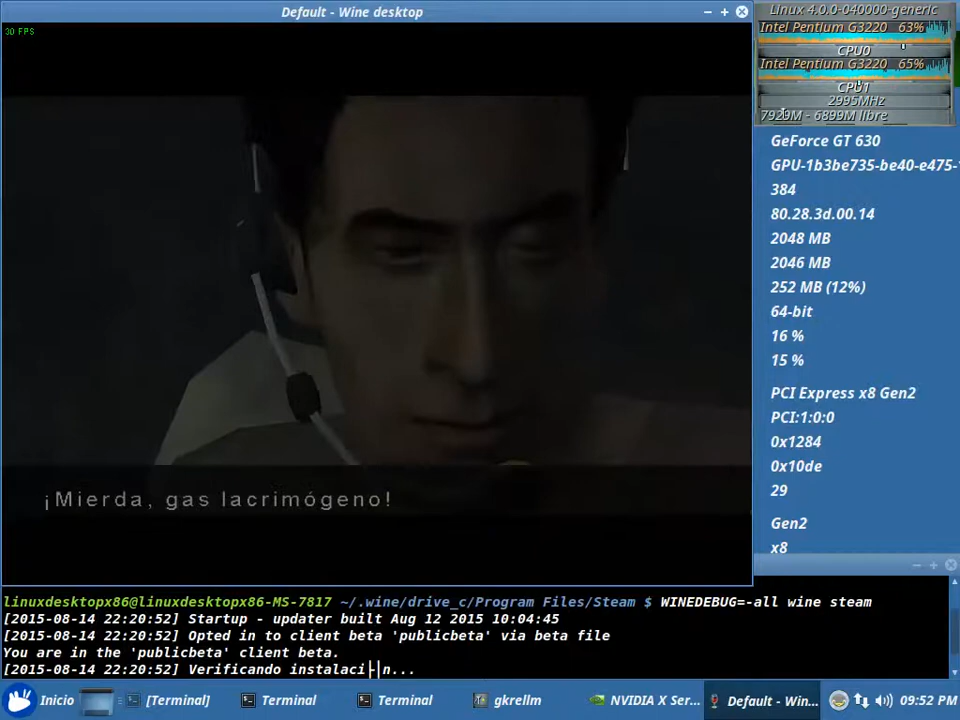 Default - Wine desktop
30 FPS
Linux 4.0.0-040000-generic
Intel Pentium G3220 63%
CPU0
Intel Pentium G3220 65%
CPU1
2995MHz
7929M - 6899M libre
GeForce GT 630
GPU-1b3be735-be40-e475-
384
80.28.3d.00.14
2048 MB
2046 MB
252 MB (12%)
64-bit
16 %
15 %
PCI Express x8 Gen2
PCI:1:0:0
0x1284
0x10de
29
Gen2
x8
¡Mierda, gas lacrimógeno!
linuxdesktopx86@linuxdesktopx86-MS-7817 ~/.wine/drive_c/Program Files/Steam $ WINEDEBUG=-all wine steam
[2015-08-14 22:20:52] Startup - updater built Aug 12 2015 10:04:45
[2015-08-14 22:20:52] Opted in to client beta 'publicbeta' via beta file
You are in the 'publicbeta' client beta.
[2015-08-14 22:20:52] Verificando instalaci├│n...
Inicio [Terminal] Terminal Terminal gkrellm NVIDIA X Ser... Default - Win... 09:52 PM